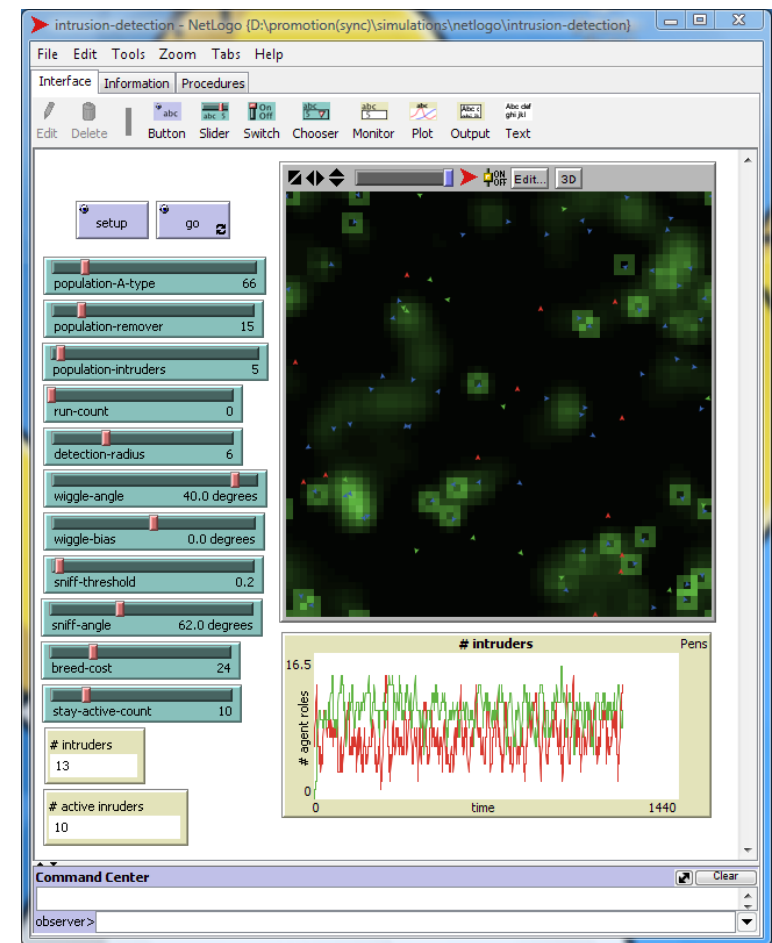 intrusion-detection - NetLogo {D:\promotion(sync)\simulations\netlogo\intrusion-detection}
File Edit Tools Zoom Tabs Help
Interface Information Procedures
Edit Delete Button Slider Switch Chooser Monitor Plot Output Text
ON
OFF
Edit... 3D
setup go
population-A-type 66
population-remover 15
population-intruders 5
run-count 0
detection-radius 6
wiggle-angle 40.0 degrees
wiggle-bias 0.0 degrees
sniff-threshold 0.2
sniff-angle 62.0 degrees
breed-cost 24
stay-active-count 10
# intruders
13
# active inruders
10
# intruders Pens
16.5
# agent roles
0
0 time 1440
Command Center Clear
observer>